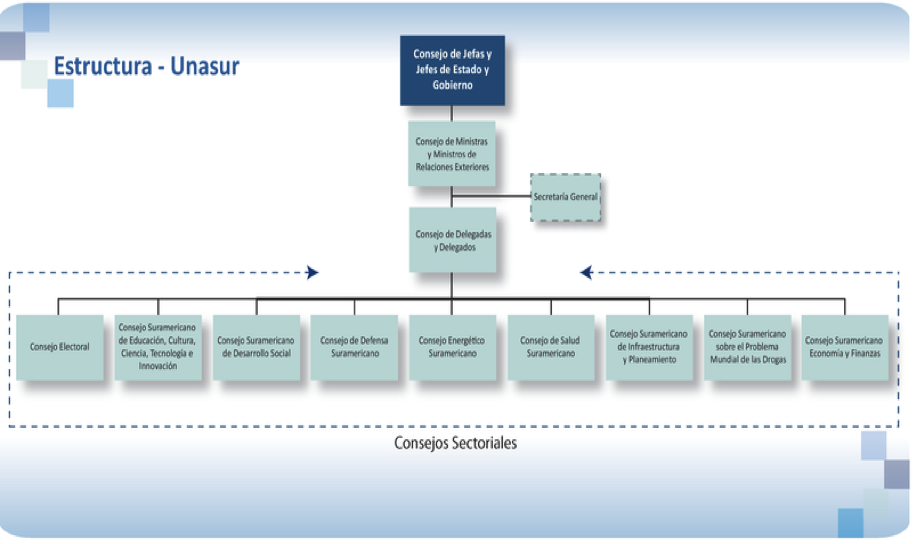 Estructura - Unasur
Consejo de Jefas y
Jefes de Estado y
Gobierno
Consejo de Ministras
y Ministros de
Relaciones Exteriores
Secretaría General
Consejo de Delegadas
y Delegados
Consejo Electoral
Consejo Suramericano
de Educación, Cultura,
Ciencia, Tecnología e
Innovación
Consejo Suramericano
de Desarrollo Social
Consejo de Defensa
Suramericano
Consejo Energético
Suramericano
Consejo de Salud
Suramericano
Consejo Suramericano
de Infraestructura
y Planeamiento
Consejo Suramericano
sobre el Problema
Mundial de las Drogas
Consejo Suramericano
Economía y Finanzas
Consejos Sectoriales